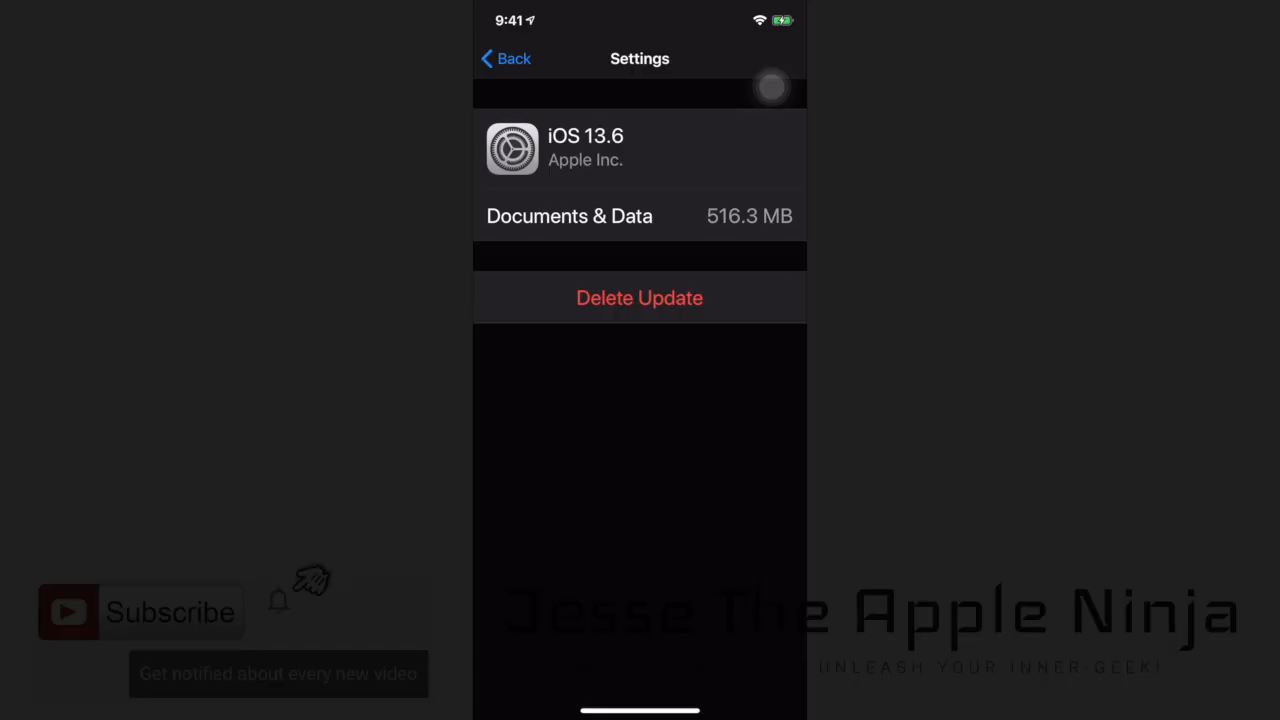 9:41
Back
Settings
iOS 13.6
Apple Inc.
Documents & Data
516.3 MB
Delete Update
Subscribe
Get notified about every new video
Jesse The Apple Ninja
UNLEASH YOUR INNER-GEEK!